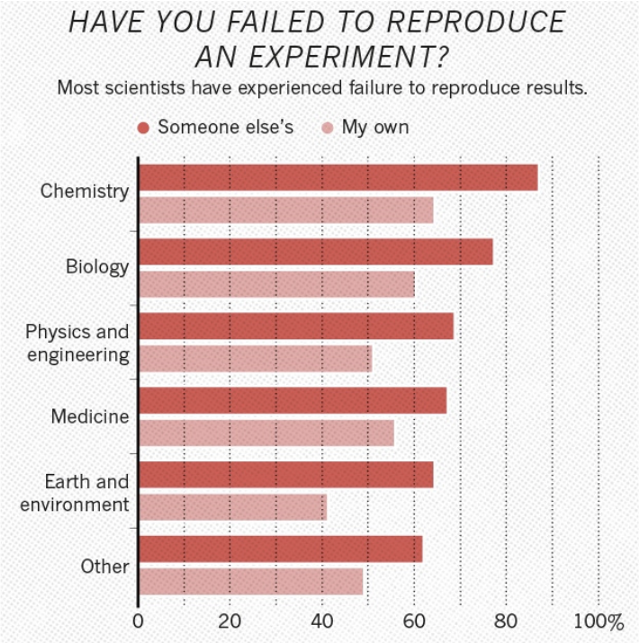 HAVE YOU FAILED TO REPRODUCE
AN EXPERIMENT?
Most scientists have experienced failure to reproduce results.
Someone else's My own
Chemistry
Biology
Physics and
engineering
Medicine
Earth and
environment
Other
0 20 40 60 80 100%